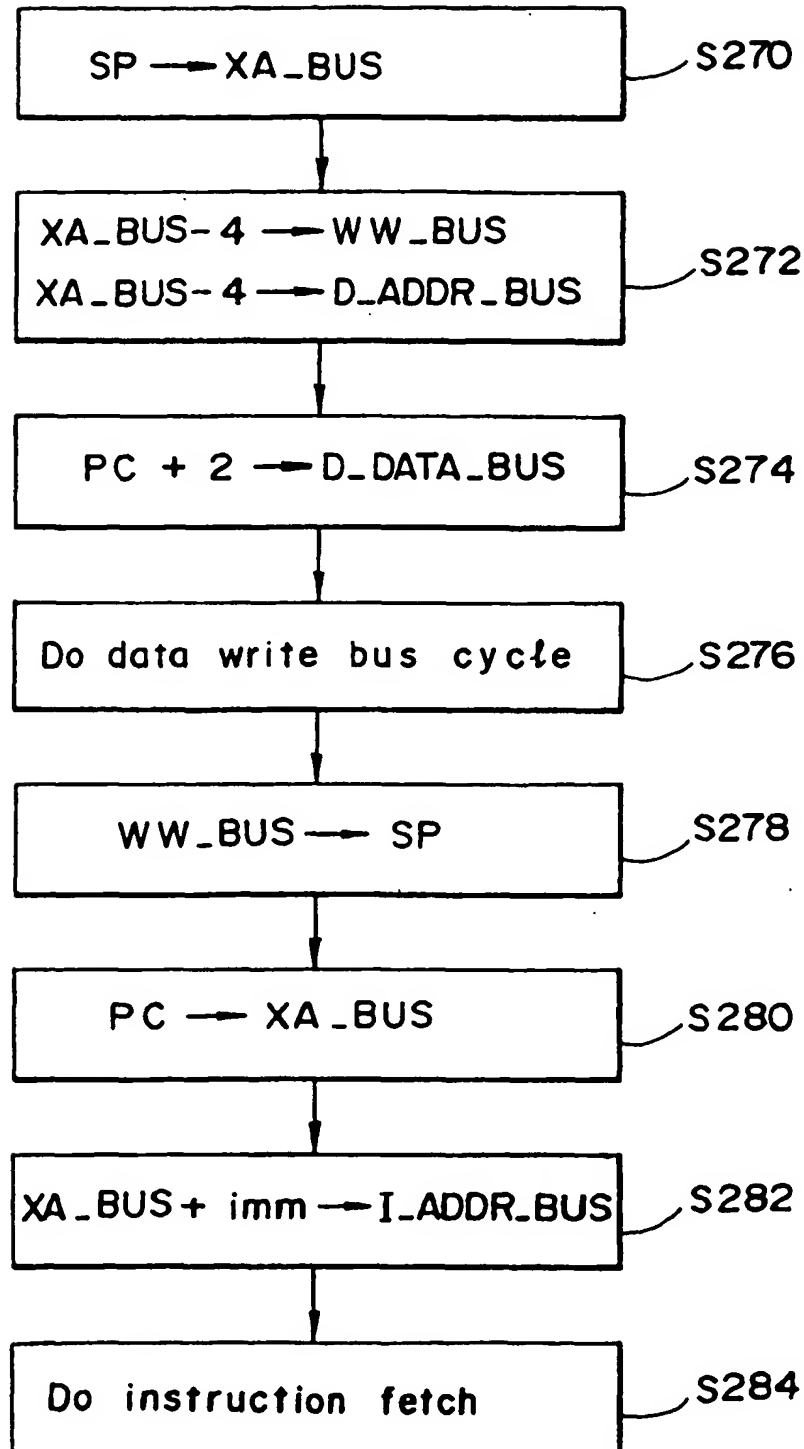 SP → XA_BUS
S270
XA_BUS-4 → WW_BUS
XA_BUS-4 → D_ADDR_BUS
S272
PC + 2 → D_DATA_BUS
S274
Do data write bus cycle
S276
WW_BUS → SP
S278
PC → XA_BUS
S280
XA_BUS + imm → I_ADDR_BUS
S282
Do instruction fetch
S284